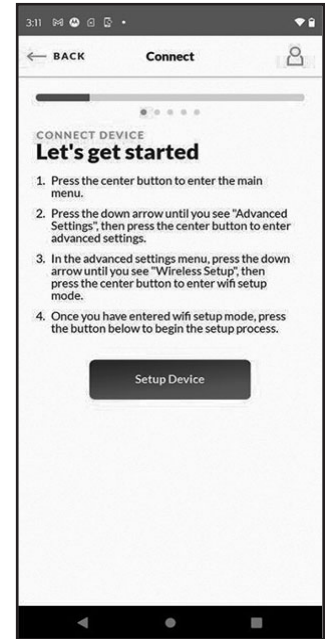 3:11
← BACK Connect
CONNECT DEVICE
Let's get started
1. Press the center button to enter the main
menu.
2. Press the down arrow until you see "Advanced
Settings", then press the center button to enter
advanced settings.
3. In the advanced settings menu, press the down
arrow until you see "Wireless Setup", then
press the center button to enter wifi setup
mode.
4. Once you have entered wifi setup mode, press
the button below to begin the setup process.
Setup Device